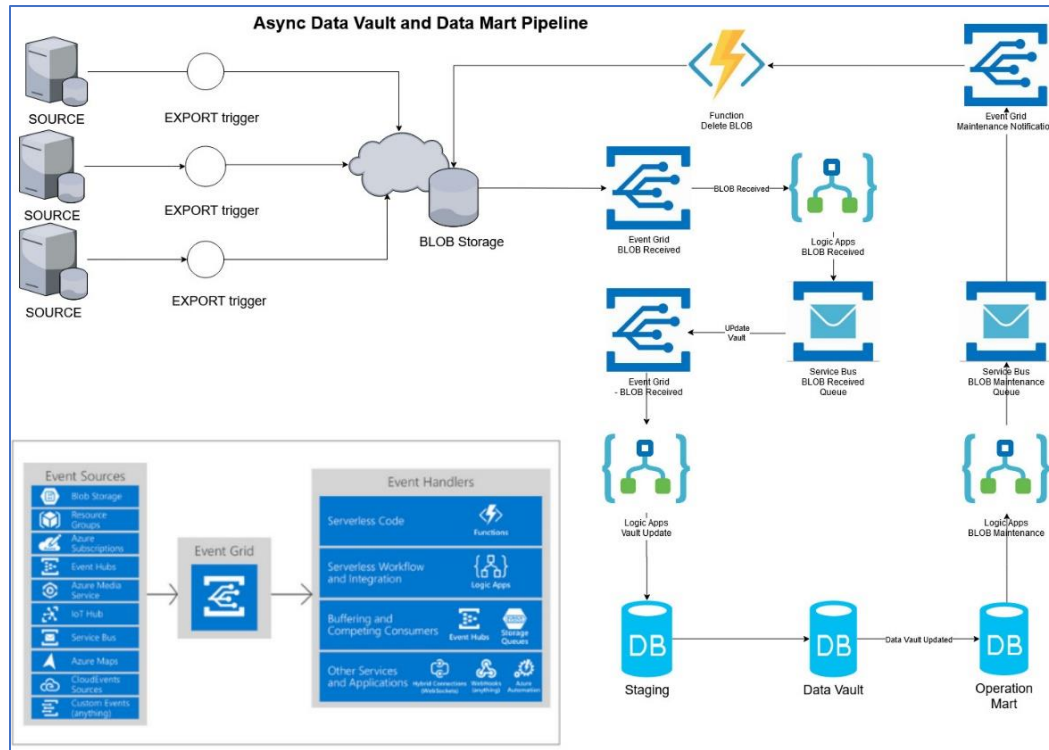 Async Data Vault and Data Mart Pipeline
SOURCE
EXPORT trigger
SOURCE
EXPORT trigger
SOURCE
EXPORT trigger
BLOB Storage
Function
Delete BLOB
Event Grid
Maintenance Notification
Event Grid
BLOB Received
BLOB Received
Logic Apps
BLOB Received
Event Grid
- BLOB Received
UPdate
Vault
Service Bus
BLOB Received
Queue
Service Bus
BLOB Maintenance
Queue
Logic Apps
Vault Update
Logic Apps
BLOB Maintenance
DB
Staging
DB
Data Vault
Data Vault Updated
DB
Operation
Mart
Event Sources
Blob Storage
Resource
Groups
Azure
Subscriptions
Event Hubs
Azure Media
Service
IoT Hub
Service Bus
Azure Maps
CloudEvents
Sources
Custom Events
(anything)
Event Grid
Event Handlers
Serverless Code
Functions
Serverless Workflow
and Integration
Logic Apps
Buffering and
Competing Consumers
Event Hubs
Storage
Queues
Other Services
and Applications
Hybrid Connections
(WebSockets)
WebHooks
(anything)
Azure
Automation